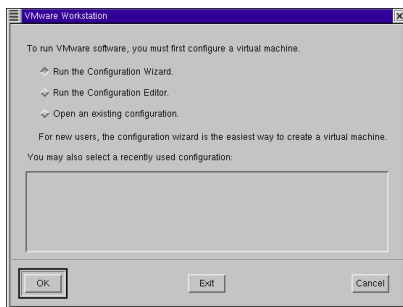 VMware Workstation
To run VMware software, you must first configure a virtual machine.
Run the Configuration Wizard.
Run the Configuration Editor.
Open an existing configuration.
For new users, the configuration wizard is the easiest way to create a virtual machine.
You may also select a recently used configuration:
OK Exit Cancel